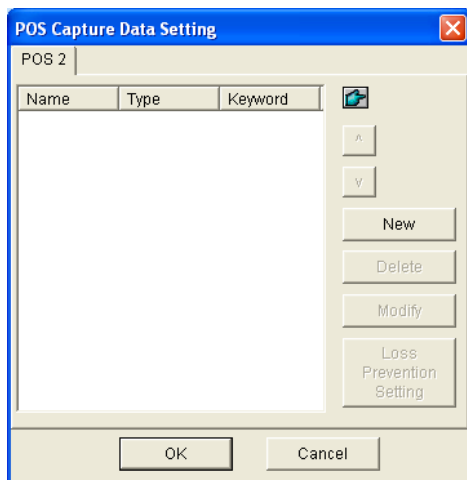 POS Capture Data Setting
POS 2
Name Type Keyword
^
v
New
Delete
Modify
Loss
Prevention
Setting
OK Cancel